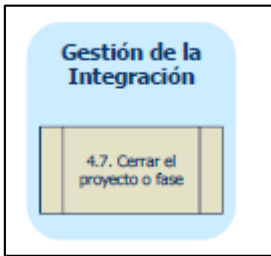 Gestión de la
Integración
4.7. Cerrar el
proyecto o fase